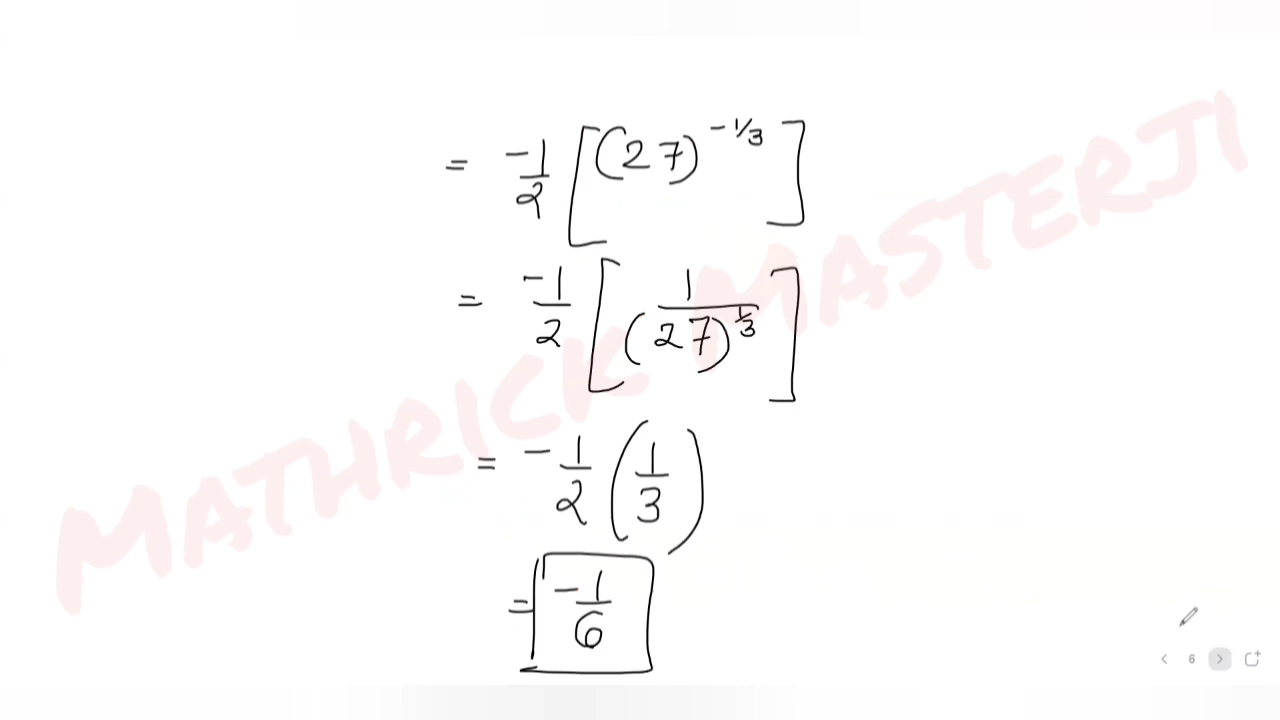 = -1/2 [(27)^-1/3]
= -1/2 [1/(27)^1/3]
= -1/2 (1/3)
= -1/6
MATHRICK MASTERJI
6